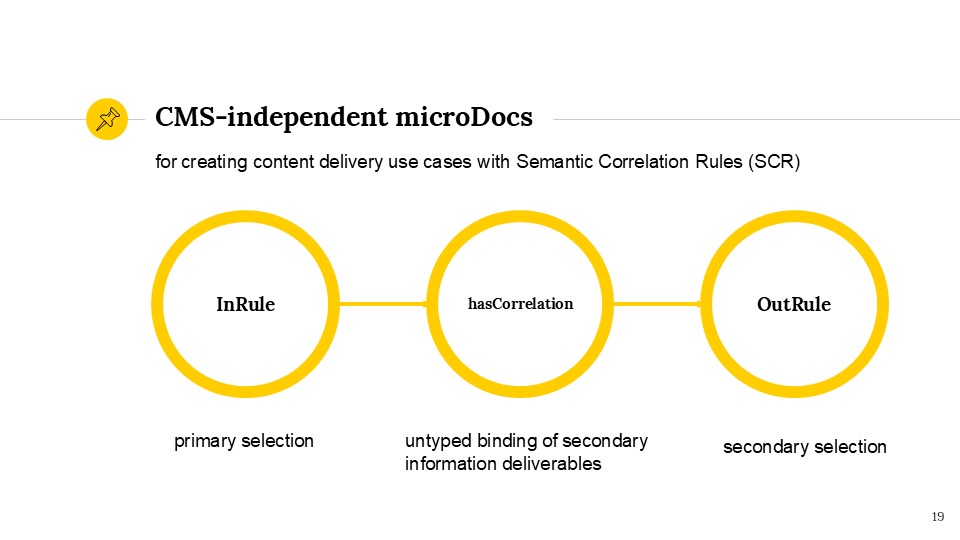 CMS-independent microDocs
for creating content delivery use cases with Semantic Correlation Rules (SCR)
InRule
hasCorrelation
OutRule
primary selection
untyped binding of secondary
information deliverables
secondary selection
19